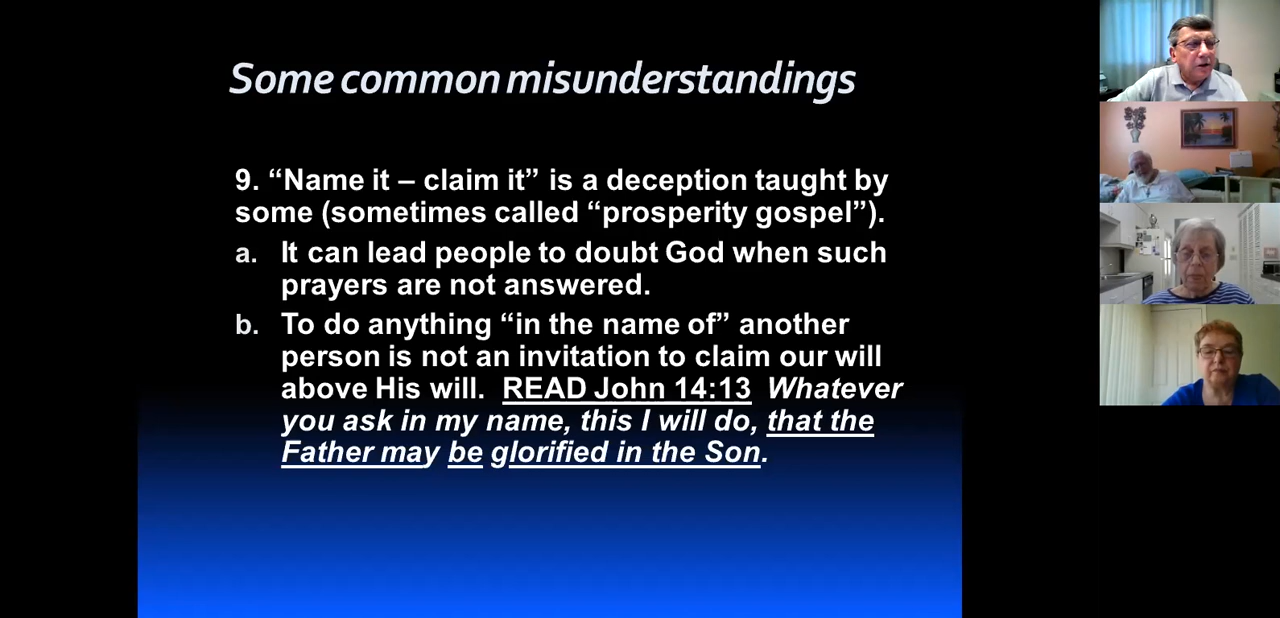 Some common misunderstandings
9. “Name it – claim it” is a deception taught by
some (sometimes called “prosperity gospel”).
a. It can lead people to doubt God when such
prayers are not answered.
b. To do anything “in the name of” another
person is not an invitation to claim our will
above His will. READ John 14:13 Whatever
you ask in my name, this I will do, that the
Father may be glorified in the Son.